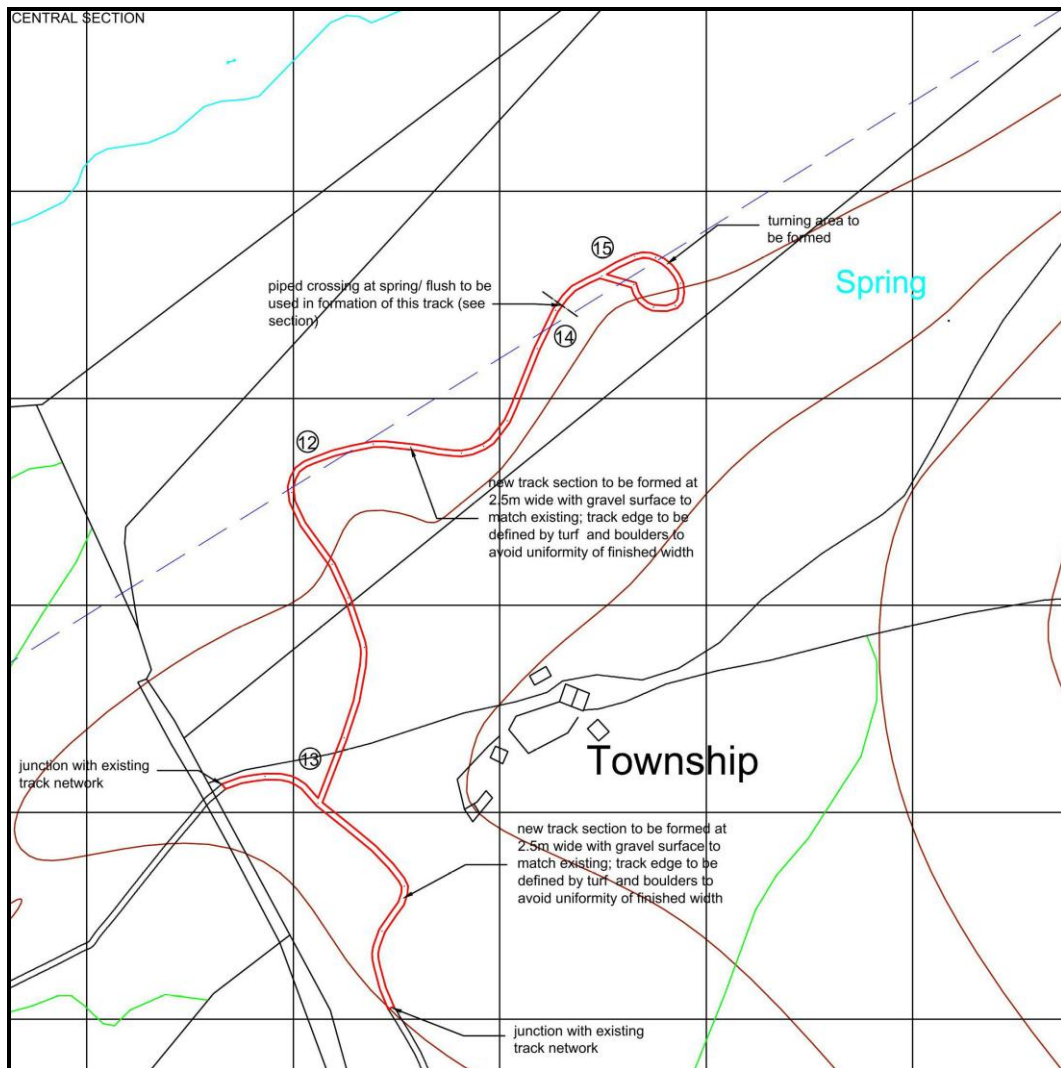 CENTRAL SECTION
turning area to
be formed
15
Spring
piped crossing at spring/ flush to be
used in formation of this track (see
section)
14
12
new track section to be formed at
2.5m wide with gravel surface to
match existing; track edge to be
defined by turf and boulders to
avoid uniformity of finished width
13
Township
junction with existing
track network
new track section to be formed at
2.5m wide with gravel surface to
match existing; track edge to be
defined by turf and boulders to
avoid uniformity of finished width
junction with existing
track network